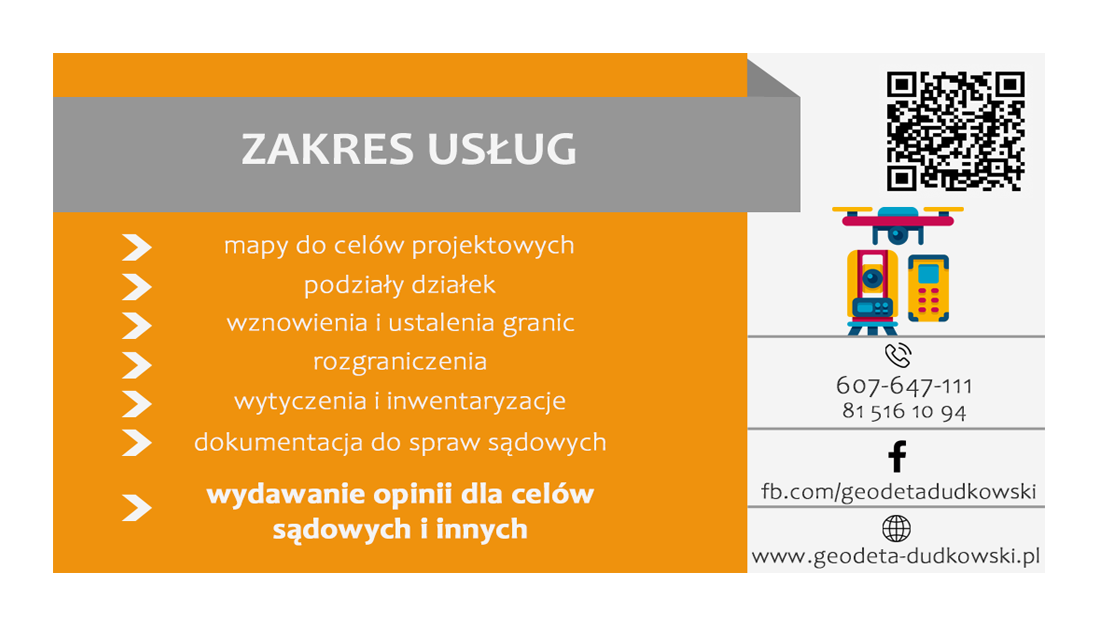 ZAKRES USŁUG
mapy do celów projektowych
podziały działek
wznowienia i ustalenia granic
rozgraniczenia
wytyczenia i inwentaryzacje
dokumentacja do spraw sądowych
wydawanie opinii dla celów
sądowych i innych
607-647-111
81 516 10 94
fb.com/geodetadudkowski
www.geodeta-dudkowski.pl